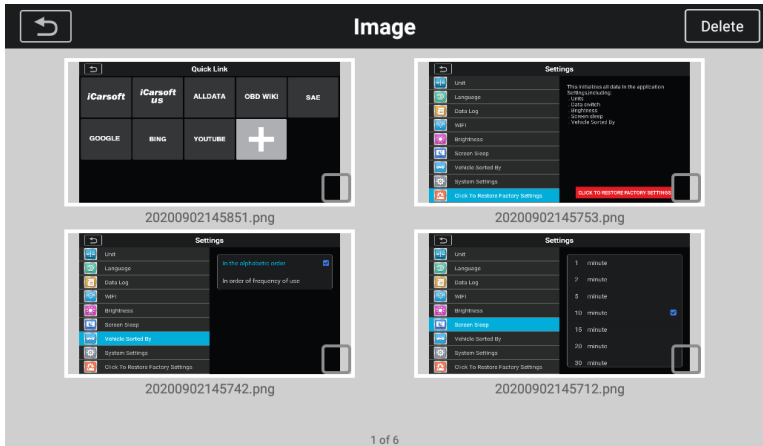 Image
Delete
Quick Link
iCarsoft
iCarsoft
us
ALLDATA
OBD WIKI
SAE
GOOGLE
BING
YOUTUBE
20200902145851.png
Settings
Unit
Language
Data Log
WIFI
Brightness
Screen Sleep
Vehicle Sorted By
System Settings
Click To Restore Factory Settings
This initializes all data in the application
Settings,including:
. Units
. Data switch
. Brightness
. Screen sleep
. Vehicle Sorted By
CLICK TO RESTORE FACTORY SETTINGS
20200902145753.png
Settings
Unit
Language
Data Log
WIFI
Brightness
Screen Sleep
Vehicle Sorted By
System Settings
Click To Restore Factory Settings
In the alphabetic order
In order of frequency of use
20200902145742.png
Settings
Unit
Language
Data Log
WIFI
Brightness
Screen Sleep
Vehicle Sorted By
System Settings
Click To Restore Factory Settings
1 minute
2 minute
5 minute
10 minute
15 minute
20 minute
30 minute
20200902145712.png
1 of 6